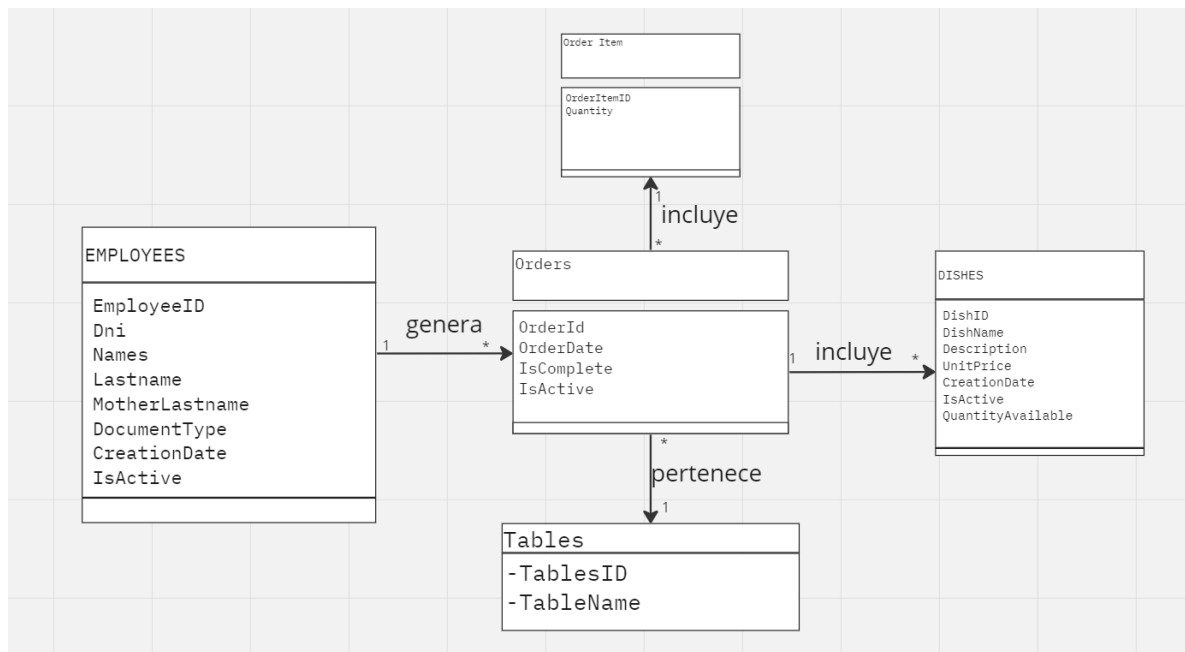 Order Item
OrderItemID
Quantity
1
incluye
*
EMPLOYEES
EmployeeID
Dni
Names
Lastname
MotherLastname
DocumentType
CreationDate
IsActive
genera
1
*
Orders
OrderId
OrderDate
IsComplete
IsActive
1
incluye
*
DISHES
DishID
DishName
Description
UnitPrice
CreationDate
IsActive
QuantityAvailable
*
pertenece
1
Tables
-TablesID
-TableName